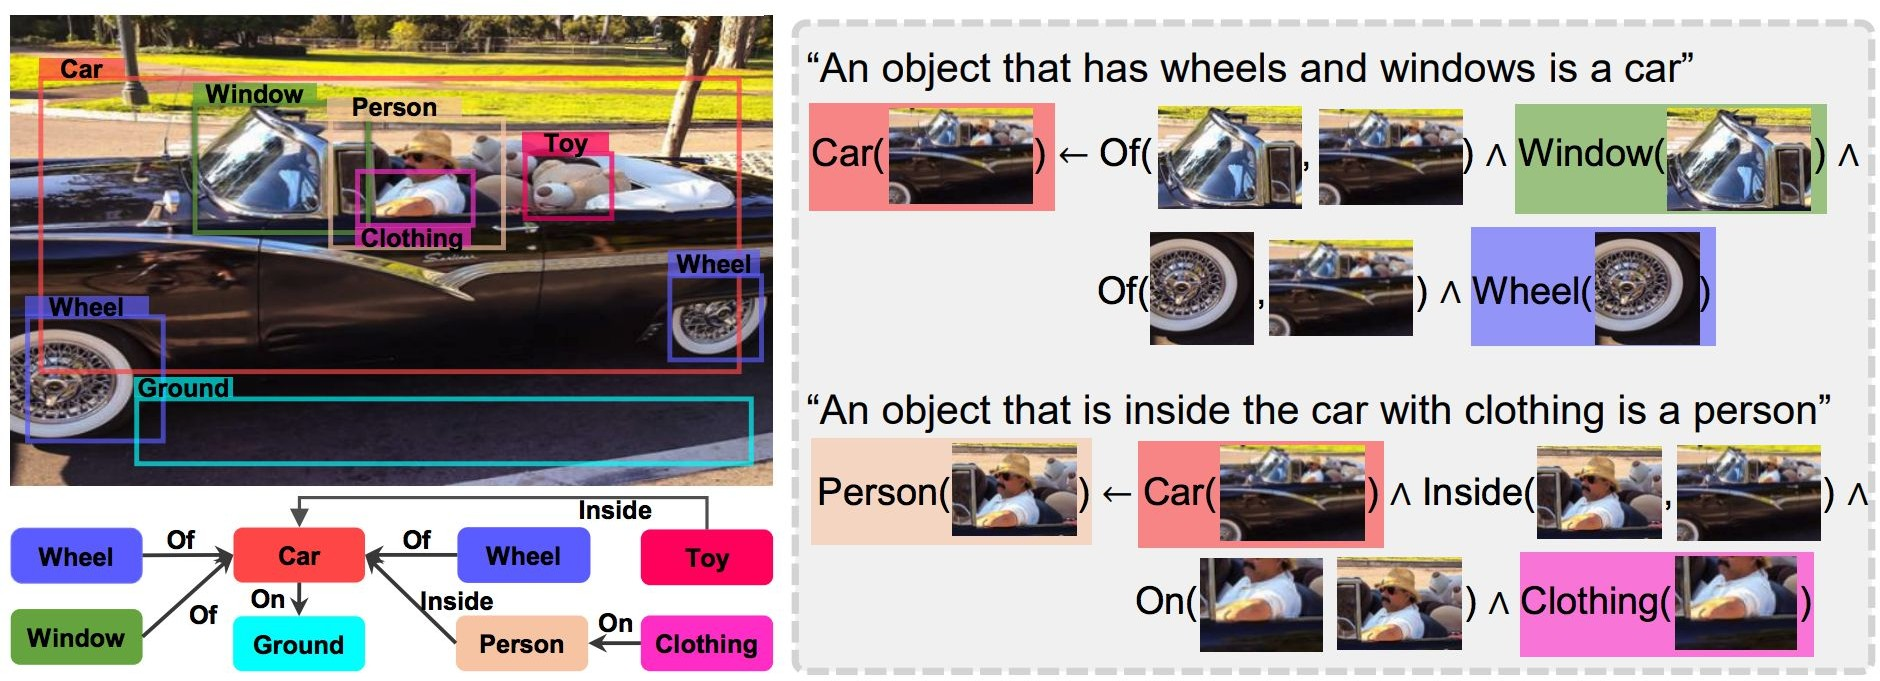 Car
Window
Person
Toy
Clothing
Wheel
Wheel
Ground
Inside
Wheel
Of
Car
Of
Wheel
Toy
Of
On
Inside
On
Window
Ground
Person
Clothing
“An object that has wheels and windows is a car”
Car( ) ← Of( , ) ∧ Window( ) ∧
Of( , ) ∧ Wheel( )
“An object that is inside the car with clothing is a person”
Person( ) ← Car( ) ∧ Inside( , ) ∧
On( ) ∧ Clothing( )